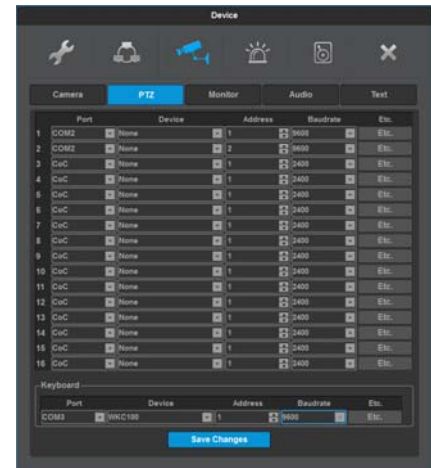 Device
Camera PTZ Monitor Audio Text
Port Device Address Baudrate Etc.
1 COM2 None 1 9600 Etc.
2 COM2 None 2 9600 Etc.
3 CoC None 1 2400 Etc.
4 CoC None 1 2400 Etc.
5 CoC None 1 2400 Etc.
6 CoC None 1 2400 Etc.
7 CoC None 1 2400 Etc.
8 CoC None 1 2400 Etc.
9 CoC None 1 2400 Etc.
10 CoC None 1 2400 Etc.
11 CoC None 1 2400 Etc.
12 CoC None 1 2400 Etc.
13 CoC None 1 2400 Etc.
14 CoC None 1 2400 Etc.
15 CoC None 1 2400 Etc.
16 CoC None 1 2400 Etc.
Keyboard
Port Device Address Baudrate Etc.
COM3 WKC100 1 9600 Etc.
Save Changes